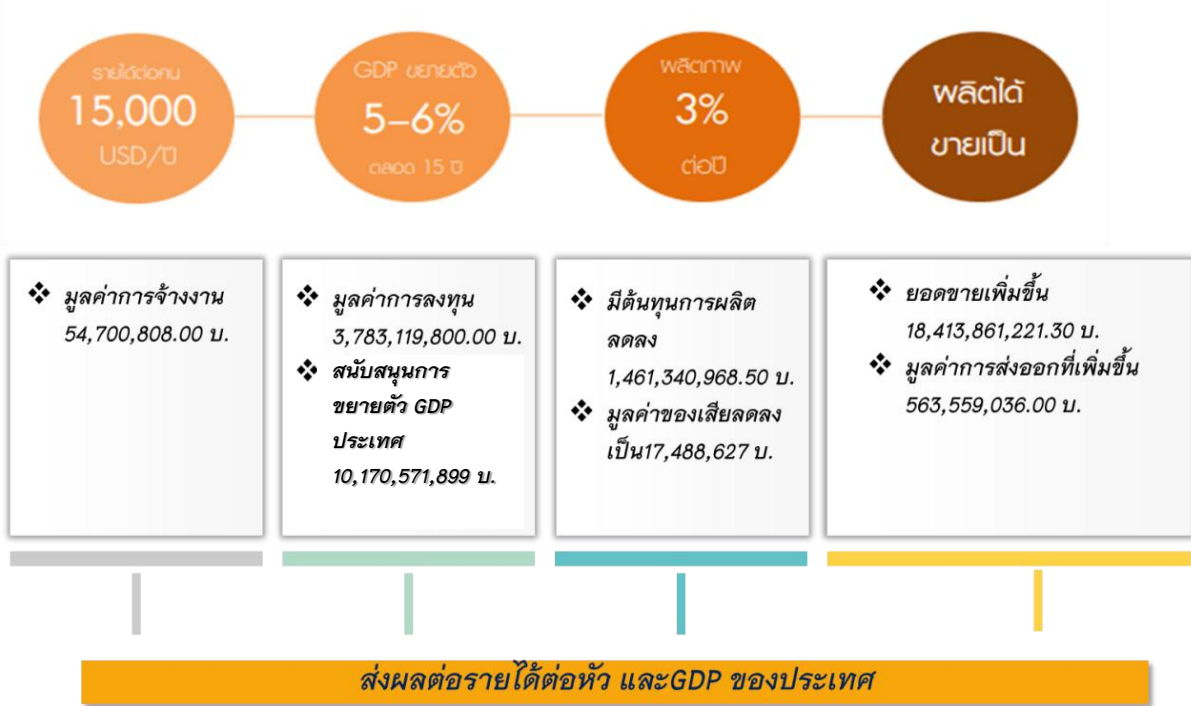 รายได้ต่อคน
15,000
USD/ปี
GDP ขยายตัว
5–6%
ตลอด 15 ปี
ผลิตภาพ
3%
ต่อปี
ผลิตได้
ขายเป็น
❖ มูลค่าการจ้างงาน
54,700,808.00 บ.
❖ มูลค่าการลงทุน
3,783,119,800.00 บ.
❖ สนับสนุนการ
ขยายตัว GDP
ประเทศ
10,170,571,899 บ.
❖ มีต้นทุนการผลิต
ลดลง
1,461,340,968.50 บ.
❖ มูลค่าของเสียลดลง
เป็น17,488,627 บ.
❖ ยอดขายเพิ่มขึ้น
18,413,861,221.30 บ.
❖ มูลค่าการส่งออกที่เพิ่มขึ้น
563,559,036.00 บ.
ส่งผลต่อรายได้ต่อหัว และGDP ของประเทศ